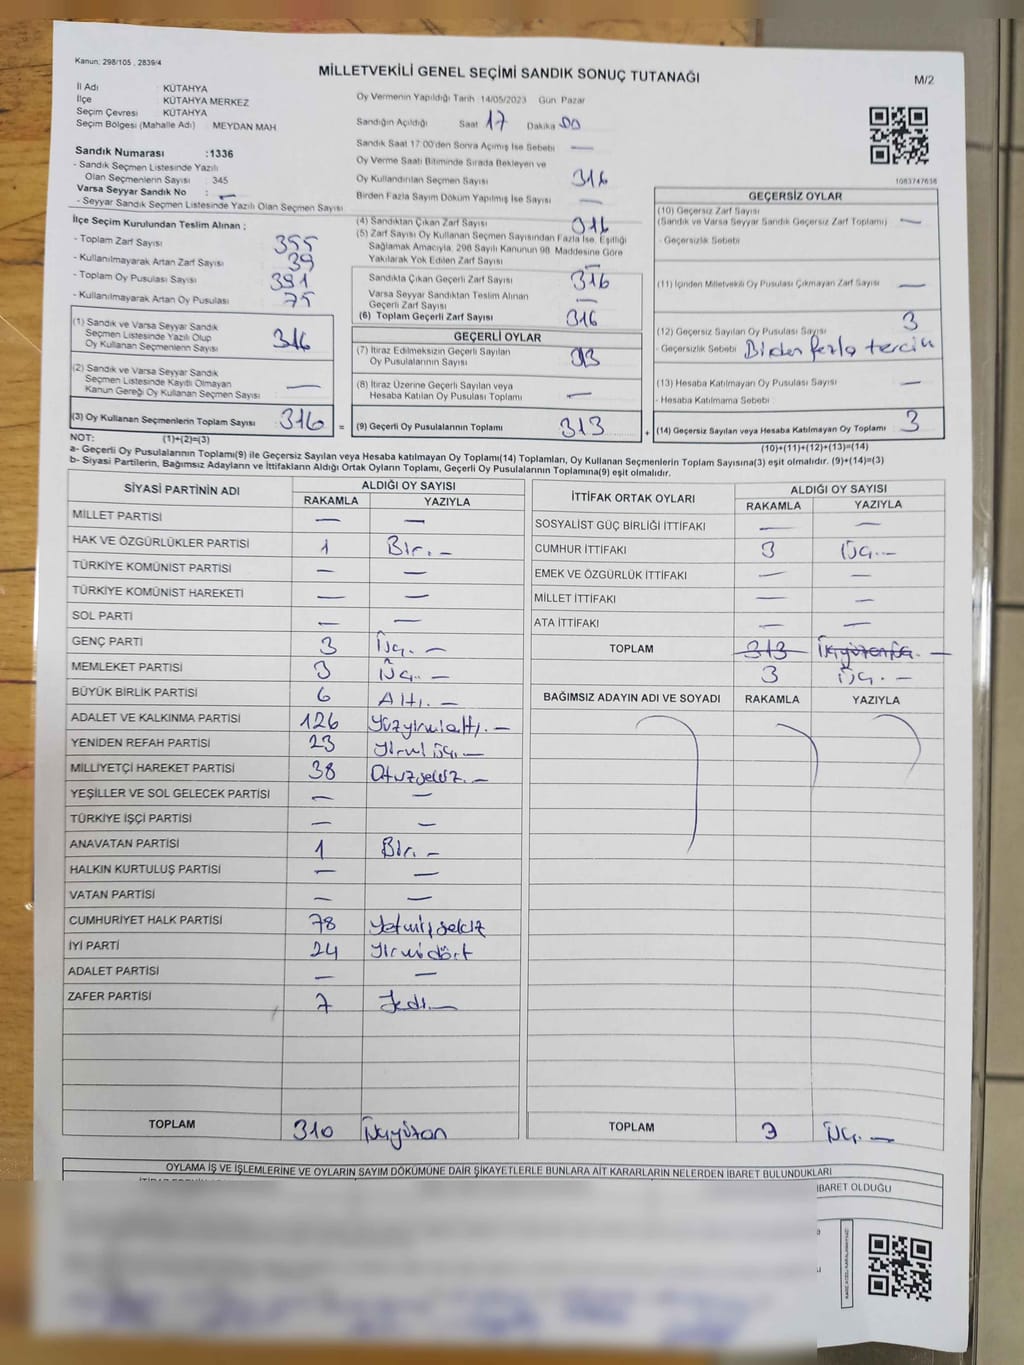 Kanun: 298/105 , 2839/4
MİLLETVEKİLİ GENEL SEÇİMİ SANDIK SONUÇ TUTANAĞI
M/2
İl Adı : KÜTAHYA
İlçe : KÜTAHYA MERKEZ
Seçim Çevresi : KÜTAHYA
Seçim Bölgesi (Mahalle Adı) : MEYDAN MAH
Sandık Numarası :1336
- Sandık Seçmen Listesinde Yazılı
Olan Seçmenlerin Sayısı : 345
Varsa Seyyar Sandık No : —
- Seyyar Sandık Seçmen Listesinde Yazılı Olan Seçmen Sayısı
Oy Vermenin Yapıldığı Tarih 14/05/2023 Gün Pazar
Sandığın Açıldığı Saat 17 Dakika 00
Sandık Saat 17:00'den Sonra Açımış İse Sebebi —
Oy Verme Saati Bitiminde Sırada Bekleyen ve
Oy Kullandırılan Seçmen Sayısı 316
Birden Fazla Sayım Döküm Yapılmış İse Sayısı —
1083747638
İlçe Seçim Kurulundan Teslim Alınan :
- Toplam Zarf Sayısı 355
- Kullanılmayarak Artan Zarf Sayısı 39
- Toplam Oy Pusulası Sayısı 391
- Kullanılmayarak Artan Oy Pusulası 75
(1) Sandık ve Varsa Seyyar Sandık
Seçmen Listesinde Yazılı Olup
Oy Kullanan Seçmenlerin Sayısı 316
(2) Sandık ve Varsa Seyyar Sandık
Seçmen Listesinde Kayıtlı Olmayan
Kanun Gereği Oy Kullanan Seçmen Sayısı —
(3) Oy Kullanan Seçmenlerin Toplam Sayısı 316 =
(4) Sandıktan Çıkan Zarf Sayısı 316
(5) Zarf Sayısı Oy Kullanan Seçmen Sayısından Fazla İse, Eşitliği
Sağlamak Amacıyla, 298 Sayılı Kanunun 98. Maddesine Göre
Yakılarak Yok Edilen Zarf Sayısı
Sandıkta Çıkan Geçerli Zarf Sayısı 316
Varsa Seyyar Sandıktan Teslim Alınan
Geçerli Zarf Sayısı —
(6) Toplam Geçerli Zarf Sayısı 316
GEÇERLİ OYLAR
(7) İtiraz Edilmeksizin Geçerli Sayılan
Oy Pusulalarının Sayısı 313
(8) İtiraz Üzerine Geçerli Sayılan veya
Hesaba Katılan Oy Pusulası Toplamı —
(9) Geçerli Oy Pusulalarının Toplamı 313 +
GEÇERSİZ OYLAR
(10) Geçersiz Zarf Sayısı
(Sandık ve Varsa Seyyar Sandık Geçersiz Zarf Toplamı) —
- Geçersizlik Sebebi
(11) İçinden Milletvekili Oy Pusulası Çıkmayan Zarf Sayısı —
(12) Geçersiz Sayılan Oy Pusulası Sayısı 3
- Geçersizlik Sebebi Birden fazla tercih
(13) Hesaba Katılmayan Oy Pusulası Sayısı —
- Hesaba Katılmama Sebebi
(14) Geçersiz Sayılan veya Hesaba Katılmayan Oy Toplamı 3
NOT: (1)+(2)=(3)
(10)+(11)+(12)+(13)=(14)
a- Geçerli Oy Pusulalarının Toplamı(9) ile Geçersiz Sayılan veya Hesaba katılmayan Oy Toplamı(14) Toplamları, Oy Kullanan Seçmenlerin Toplam Sayısına(3) eşit olmalıdır. (9)+(14)=(3)
b- Siyasi Partilerin, Bağımsız Adayların ve İttifakların Aldığı Ortak Oyların Toplamı, Geçerli Oy Pusulalarının Toplamına(9) eşit olmalıdır.
SİYASİ PARTİNİN ADI ALDIĞI OY SAYISI
RAKAMLA YAZIYLA
MİLLET PARTİSİ — —
HAK VE ÖZGÜRLÜKLER PARTİSİ 1 Bir. —
TÜRKİYE KOMÜNİST PARTİSİ — —
TÜRKİYE KOMÜNİST HAREKETİ — —
SOL PARTİ — —
GENÇ PARTİ 3 Üç. —
MEMLEKET PARTİSİ 3 Üç. —
BÜYÜK BİRLİK PARTİSİ 6 Altı. —
ADALET VE KALKINMA PARTİSİ 126 Yüzyirmialtı. —
YENİDEN REFAH PARTİSİ 23 Yirmi üç. —
MİLLİYETÇİ HAREKET PARTİSİ 38 Otuzsekiz. —
YEŞİLLER VE SOL GELECEK PARTİSİ — —
TÜRKİYE İŞÇİ PARTİSİ — —
ANAVATAN PARTİSİ 1 Bir. —
HALKIN KURTULUŞ PARTİSİ — —
VATAN PARTİSİ — —
CUMHURİYET HALK PARTİSİ 78 Yetmişsekiz
İYİ PARTİ 24 Yirmidört
ADALET PARTİSİ — —
ZAFER PARTİSİ 7 Yedi —
TOPLAM 310 Üçyüzon
İTTİFAK ORTAK OYLARI ALDIĞI OY SAYISI
RAKAMLA YAZIYLA
SOSYALİST GÜÇ BİRLİĞİ İTTİFAKI — —
CUMHUR İTTİFAKI 3 Üç. —
EMEK VE ÖZGÜRLÜK İTTİFAKI — —
MİLLET İTTİFAKI — —
ATA İTTİFAKI — —
TOPLAM 313
3 Üç. —
BAĞIMSIZ ADAYIN ADI VE SOYADI RAKAMLA YAZIYLA
TOPLAM 3 Üç. —
OYLAMA İŞ VE İŞLEMLERİNE VE OYLARIN SAYIM DÖKÜMÜNE DAİR ŞİKAYETLERLE BUNLARA AİT KARARLARIN NELERDEN İBARET BULUNDUKLARI
İBARET OLDUĞU